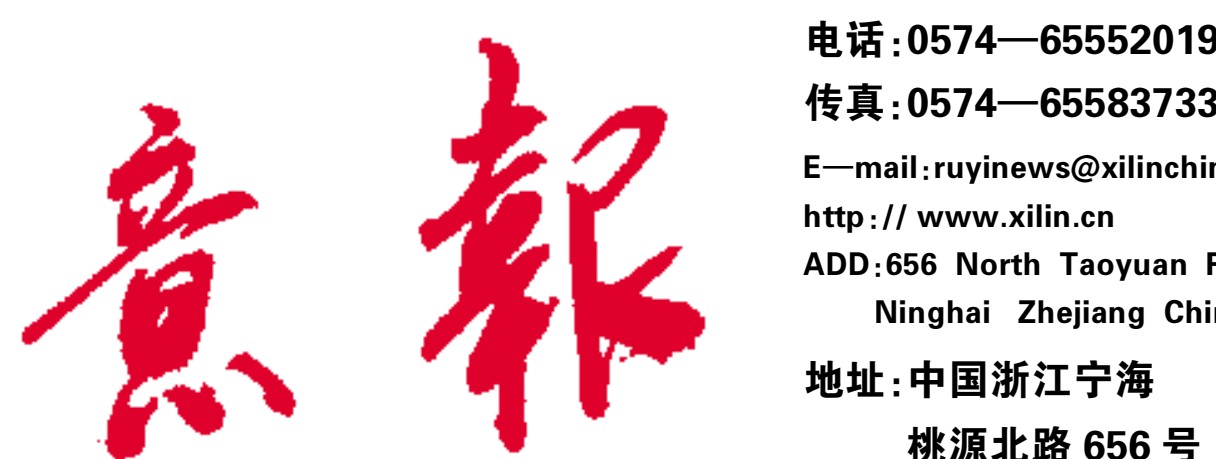 意報
电话:0574—65552019
传真:0574—65583733
E—mail:ruyinews@xilinchin
http://www.xilin.cn
ADD:656 North Taoyuan
Ninghai Zhejiang Chin
地址:中国浙江宁海
桃源北路 656 号